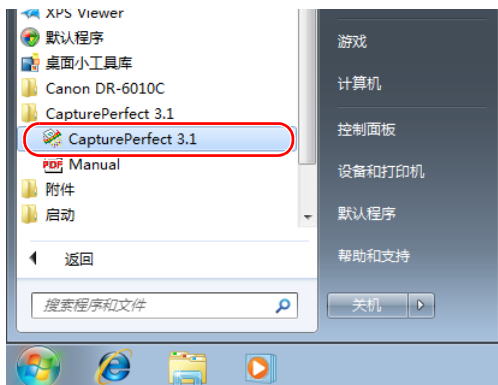 XPS Viewer
默认程序
桌面小工具库
Canon DR-6010C
CapturePerfect 3.1
CapturePerfect 3.1
PDF Manual
附件
启动
返回
搜索程序和文件
游戏
计算机
控制面板
设备和打印机
默认程序
帮助和支持
关机